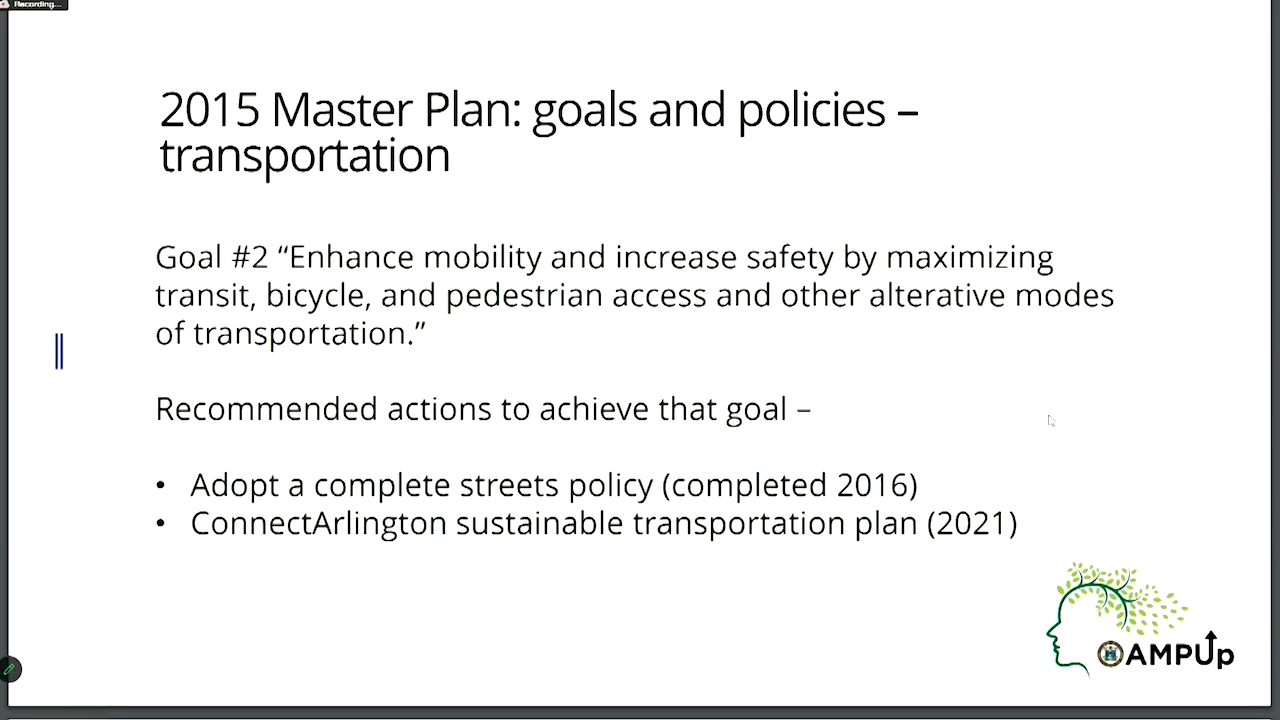 Recording...
2015 Master Plan: goals and policies –
transportation
Goal #2 “Enhance mobility and increase safety by maximizing
transit, bicycle, and pedestrian access and other alterative modes
of transportation.”
Recommended actions to achieve that goal –
• Adopt a complete streets policy (completed 2016)
• ConnectArlington sustainable transportation plan (2021)
AMPUp